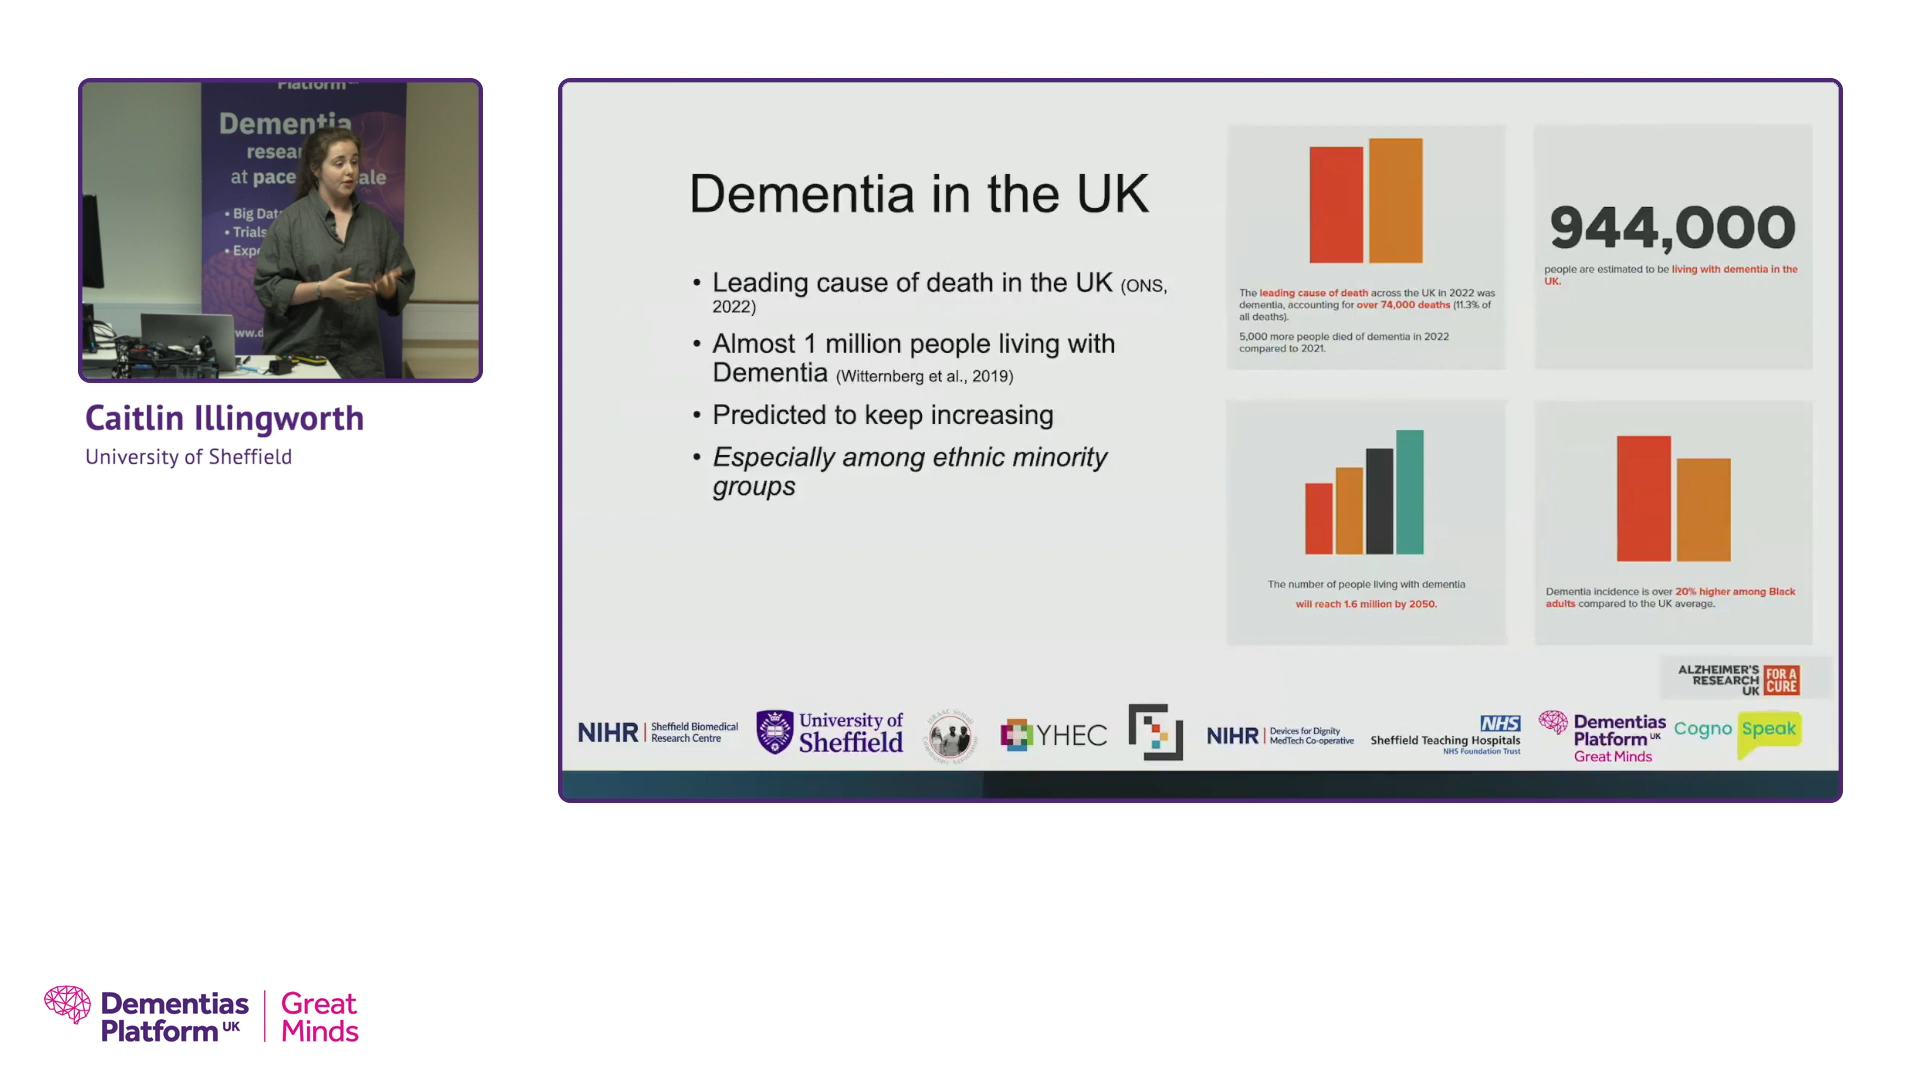 Platform
Dementia
resea
at pace ale
• Big Dat
• Trials
• Expe
www.d
Caitlin Illingworth
University of Sheffield
Dementia in the UK
• Leading cause of death in the UK (ONS,
2022)
• Almost 1 million people living with
Dementia (Witternberg et al., 2019)
• Predicted to keep increasing
• Especially among ethnic minority
groups
The leading cause of death across the UK in 2022 was
dementia, accounting for over 74,000 deaths (11.3% of
all deaths).
5,000 more people died of dementia in 2022
compared to 2021.
944,000
people are estimated to be living with dementia in the
UK.
The number of people living with dementia
will reach 1.6 million by 2050.
Dementia incidence is over 20% higher among Black
adults compared to the UK average.
ALZHEIMER'S
RESEARCH
UK
FOR A
CURE
NIHR | Sheffield Biomedical
Research Centre
University of
Sheffield
YHEC
NIHR | Devices for Dignity
MedTech Co-operative
NHS
Sheffield Teaching Hospitals
NHS Foundation Trust
Dementias
Platform UK
Great Minds
Cogno Speak
Dementias
Platform UK
Great
Minds